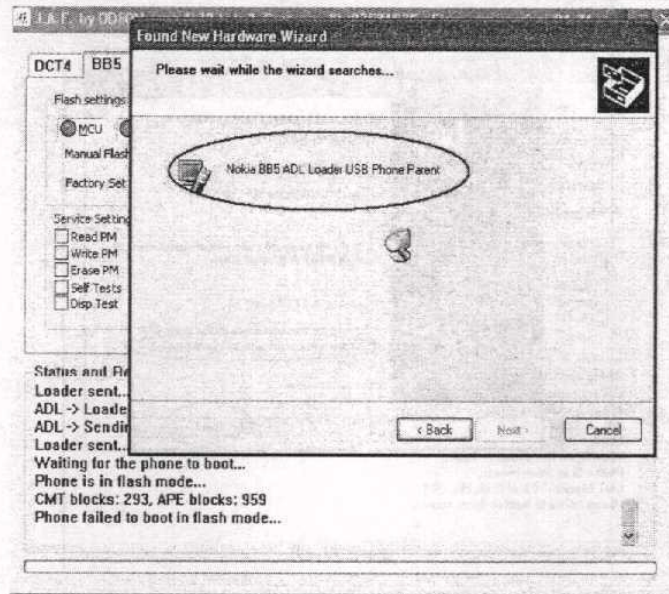 J.A.F. by ODEON
Found New Hardware Wizard
Please wait while the wizard searches...
DCT4 BB5
Flash settings
MCU
Manual Flash
Factory Set
Nokia BB5 ADL Loader USB Phone Parent
Service Setting
Read PM
Write PM
Erase PM
Self Tests
Disp.Test
Status and
Loader sent...
ADL -> Loade
ADL -> Sendin
Loader sent...
< Back Next > Cancel
Waiting for the phone to boot...
Phone is in flash mode...
CMT blocks: 293, APE blocks: 959
Phone failed to boot in flash mode...